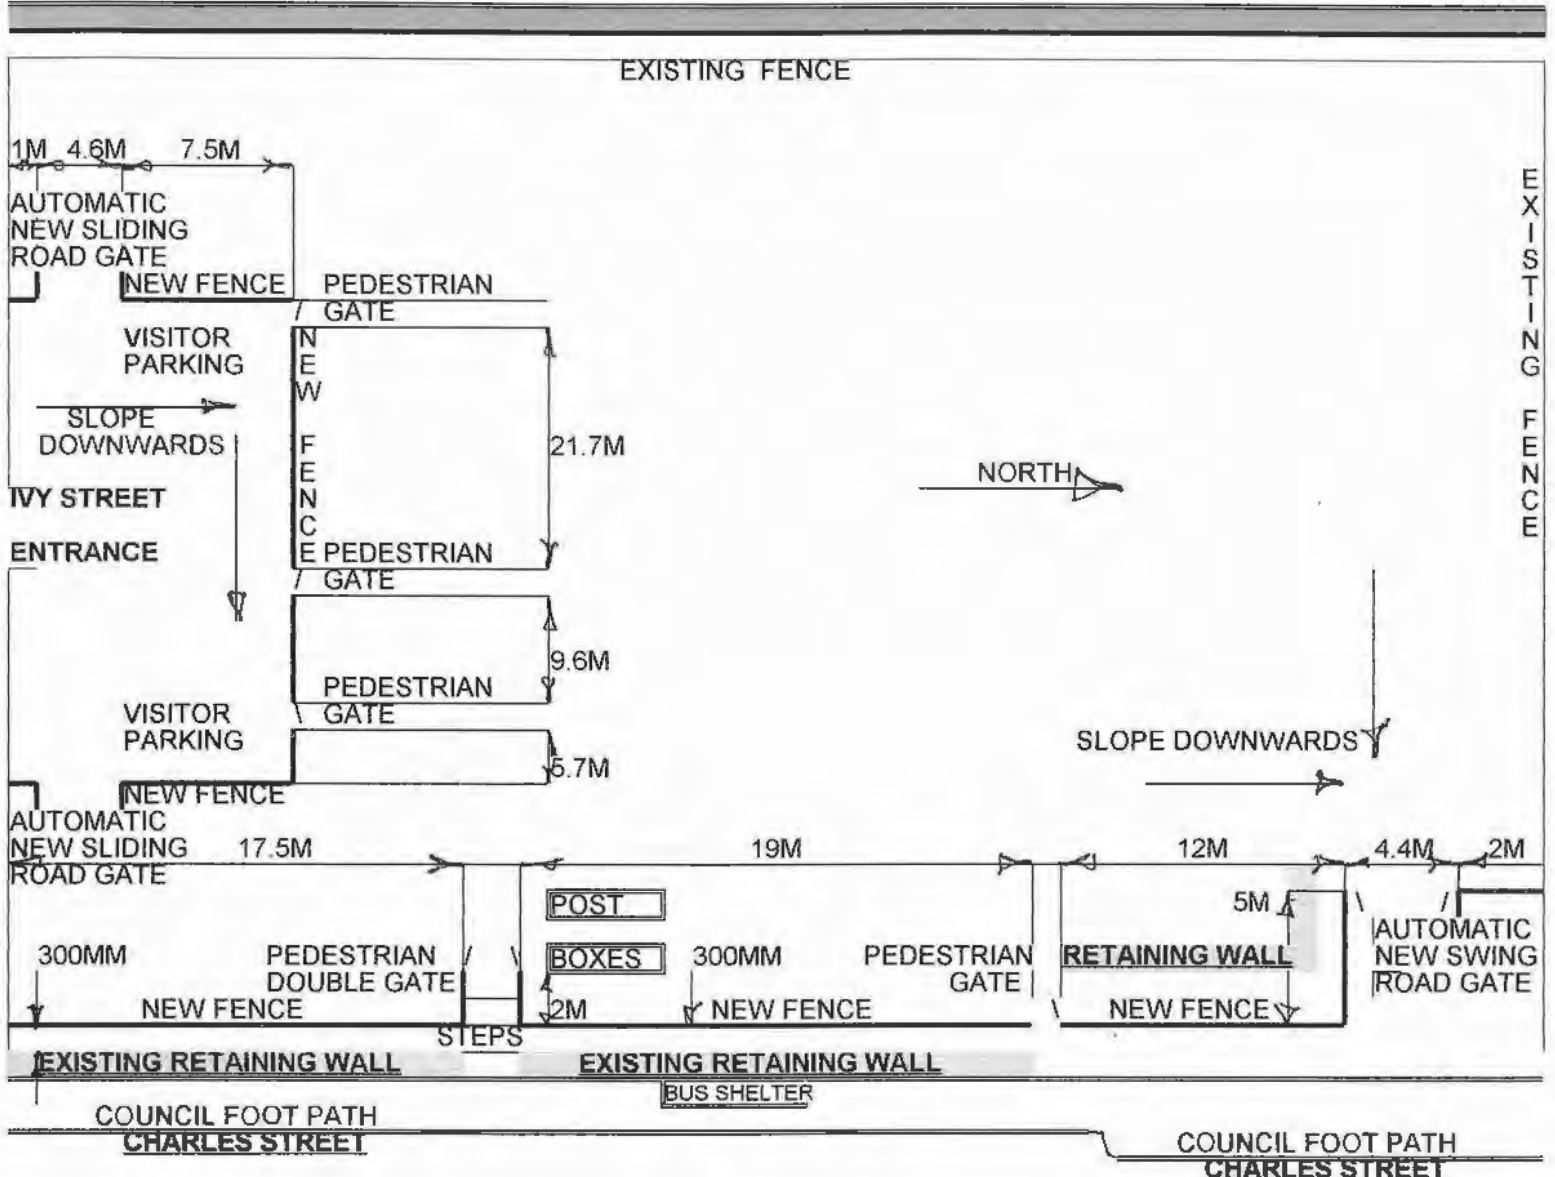 EXISTING FENCE
1M 4.6M 7.5M
AUTOMATIC
NEW SLIDING
ROAD GATE
NEW FENCE
PEDESTRIAN
GATE
VISITOR
PARKING
NEW FENCE
EXISTING FENCE
SLOPE
DOWNWARDS
21.7M
NORTH
IVY STREET
ENTRANCE
PEDESTRIAN
GATE
9.6M
PEDESTRIAN
GATE
VISITOR
PARKING
5.7M
SLOPE DOWNWARDS
NEW FENCE
AUTOMATIC
NEW SLIDING
ROAD GATE
17.5M 19M 12M 4.4M 2M
POST
BOXES
5M
300MM
PEDESTRIAN
DOUBLE GATE
300MM
PEDESTRIAN
GATE
RETAINING WALL
AUTOMATIC
NEW SWING
ROAD GATE
NEW FENCE
2M
NEW FENCE
NEW FENCE
STEPS
EXISTING RETAINING WALL
EXISTING RETAINING WALL
BUS SHELTER
COUNCIL FOOT PATH
CHARLES STREET
COUNCIL FOOT PATH
CHARLES STREET